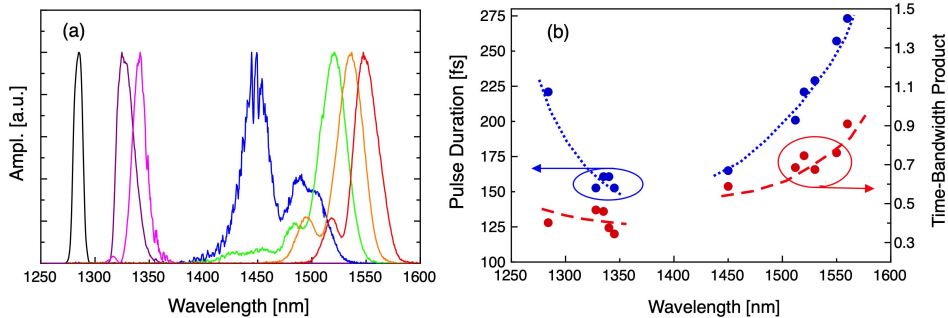 (a)
Ampl. [a.u.]
1250 1300 1350 1400 1450 1500 1550 1600
Wavelength [nm]
(b)
Pulse Duration [fs]
275
250
225
200
175
150
125
100
1250 1300 1350 1400 1450 1500 1550 1600
Wavelength [nm]
1.5
1.3
1.1
0.9
0.7
0.5
0.3
Time-Bandwidth Product